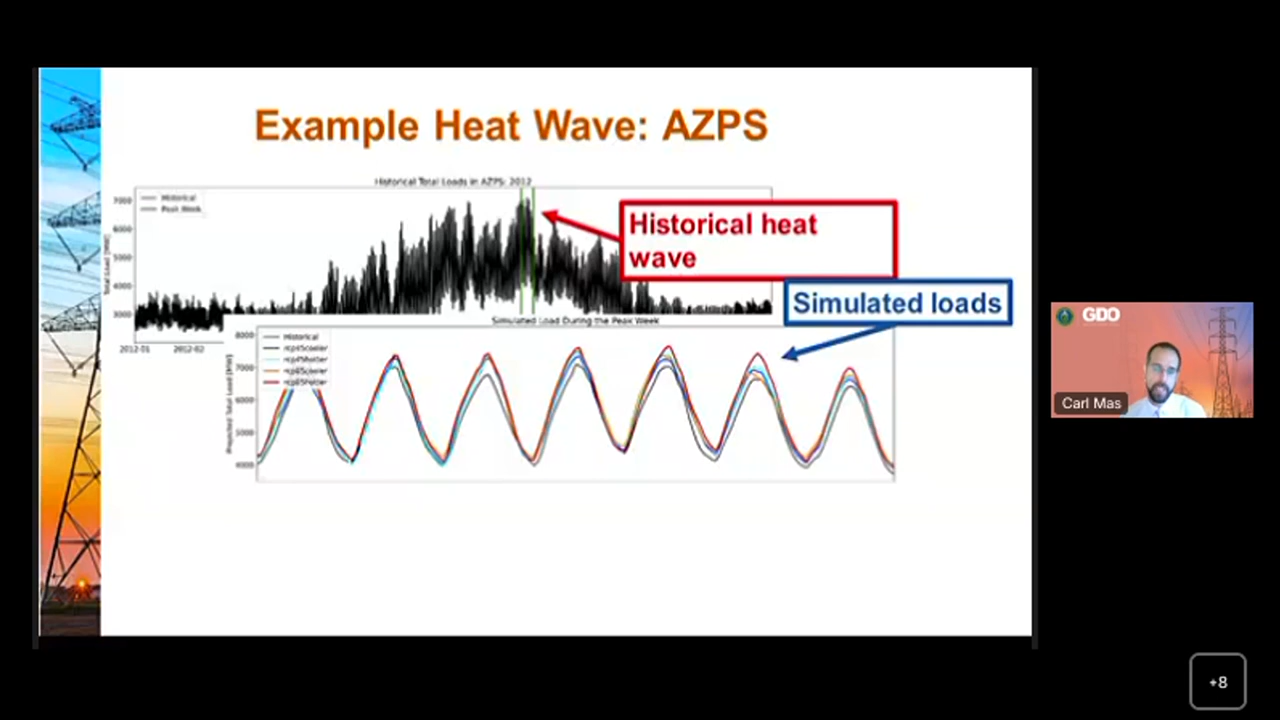 Example Heat Wave: AZPS
Historical Total Loads in AZPS: 2012
Historical
Peak Week
Total Load [MW]
7000
6000
5000
4000
3000
2012-01
2012-02
Historical heat
wave
Simulated loads
Simulated Load During the Peak Week
Historical
rcp45cooler
rcp45hotter
rcp85cooler
rcp85hotter
Projected Total Load [MW]
8000
7000
6000
5000
4000
GDO
Carl Mas
+8